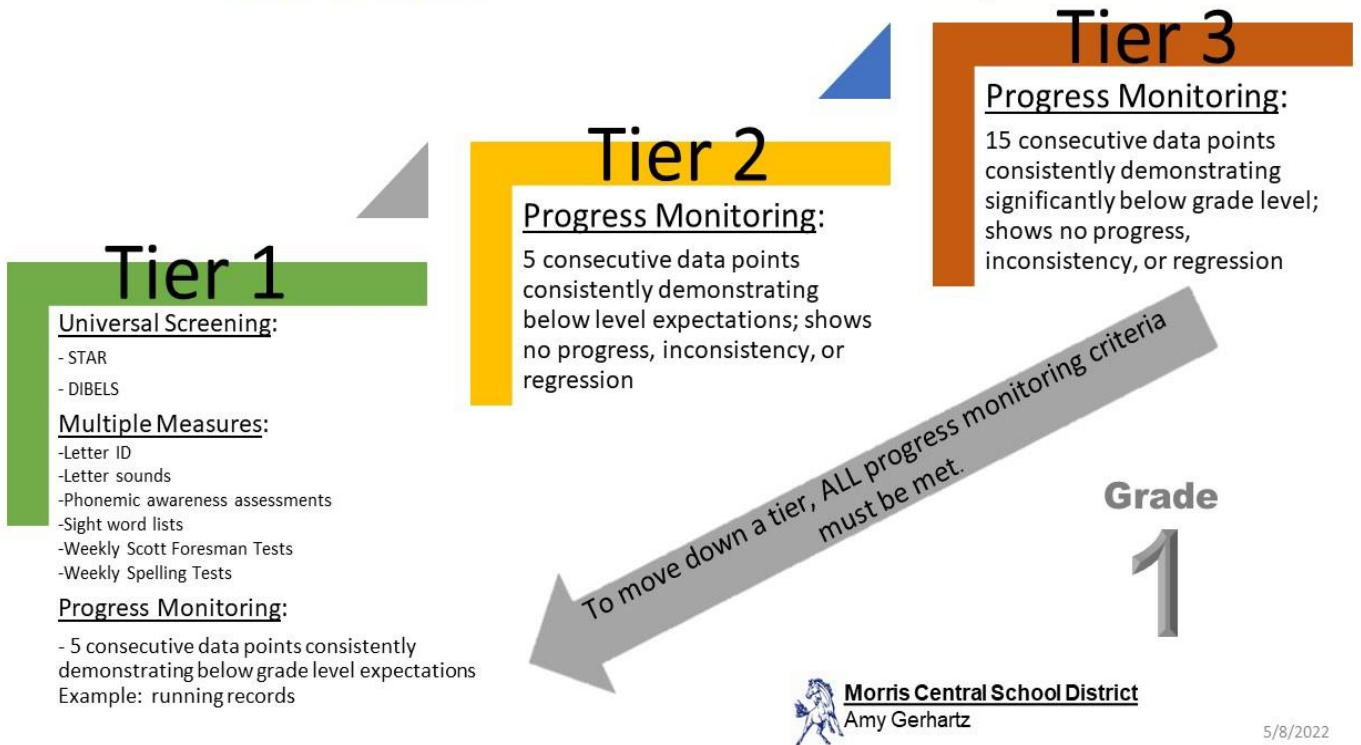 Tier 1
Universal Screening:
- STAR
- DIBELS
Multiple Measures:
-Letter ID
-Letter sounds
-Phonemic awareness assessments
-Sight word lists
-Weekly Scott Foresman Tests
-Weekly Spelling Tests
Progress Monitoring:
- 5 consecutive data points consistently
demonstrating below grade level expectations
Example: running records
Tier 2
Progress Monitoring:
5 consecutive data points
consistently demonstrating
below level expectations; shows
no progress, inconsistency, or
regression
Tier 3
Progress Monitoring:
15 consecutive data points
consistently demonstrating
significantly below grade level;
shows no progress,
inconsistency, or regression
To move down a tier, ALL progress monitoring criteria
must be met.
Grade
1
Morris Central School District
Amy Gerhartz
5/8/2022